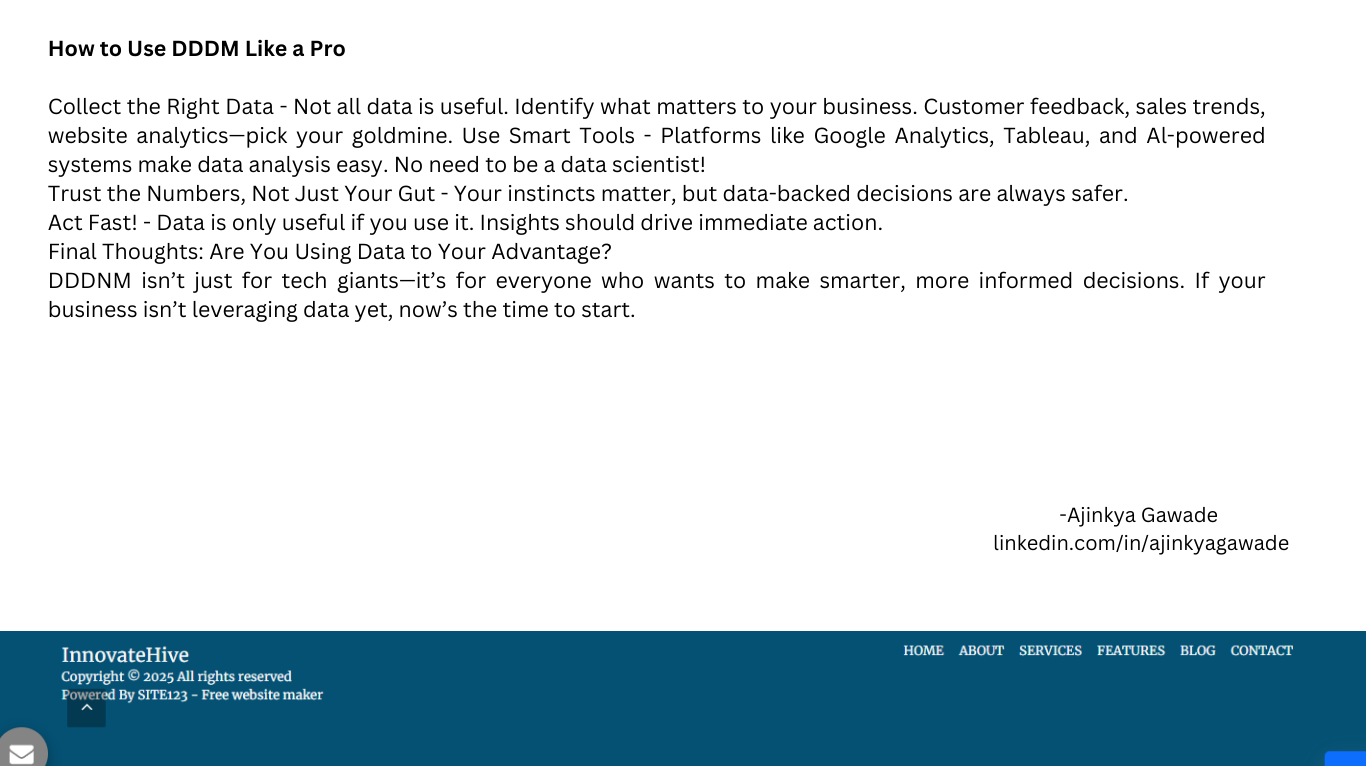 How to Use DDDM Like a Pro
Collect the Right Data - Not all data is useful. Identify what matters to your business. Customer feedback, sales trends,
website analytics—pick your goldmine. Use Smart Tools - Platforms like Google Analytics, Tableau, and Al-powered
systems make data analysis easy. No need to be a data scientist!
Trust the Numbers, Not Just Your Gut - Your instincts matter, but data-backed decisions are always safer.
Act Fast! - Data is only useful if you use it. Insights should drive immediate action.
Final Thoughts: Are You Using Data to Your Advantage?
DDDNM isn’t just for tech giants—it’s for everyone who wants to make smarter, more informed decisions. If your
business isn’t leveraging data yet, now’s the time to start.
-Ajinkya Gawade
linkedin.com/in/ajinkyagawade
InnovateHive
Copyright © 2025 All rights reserved
Powered By SITE123 - Free website maker
HOME ABOUT SERVICES FEATURES BLOG CONTACT